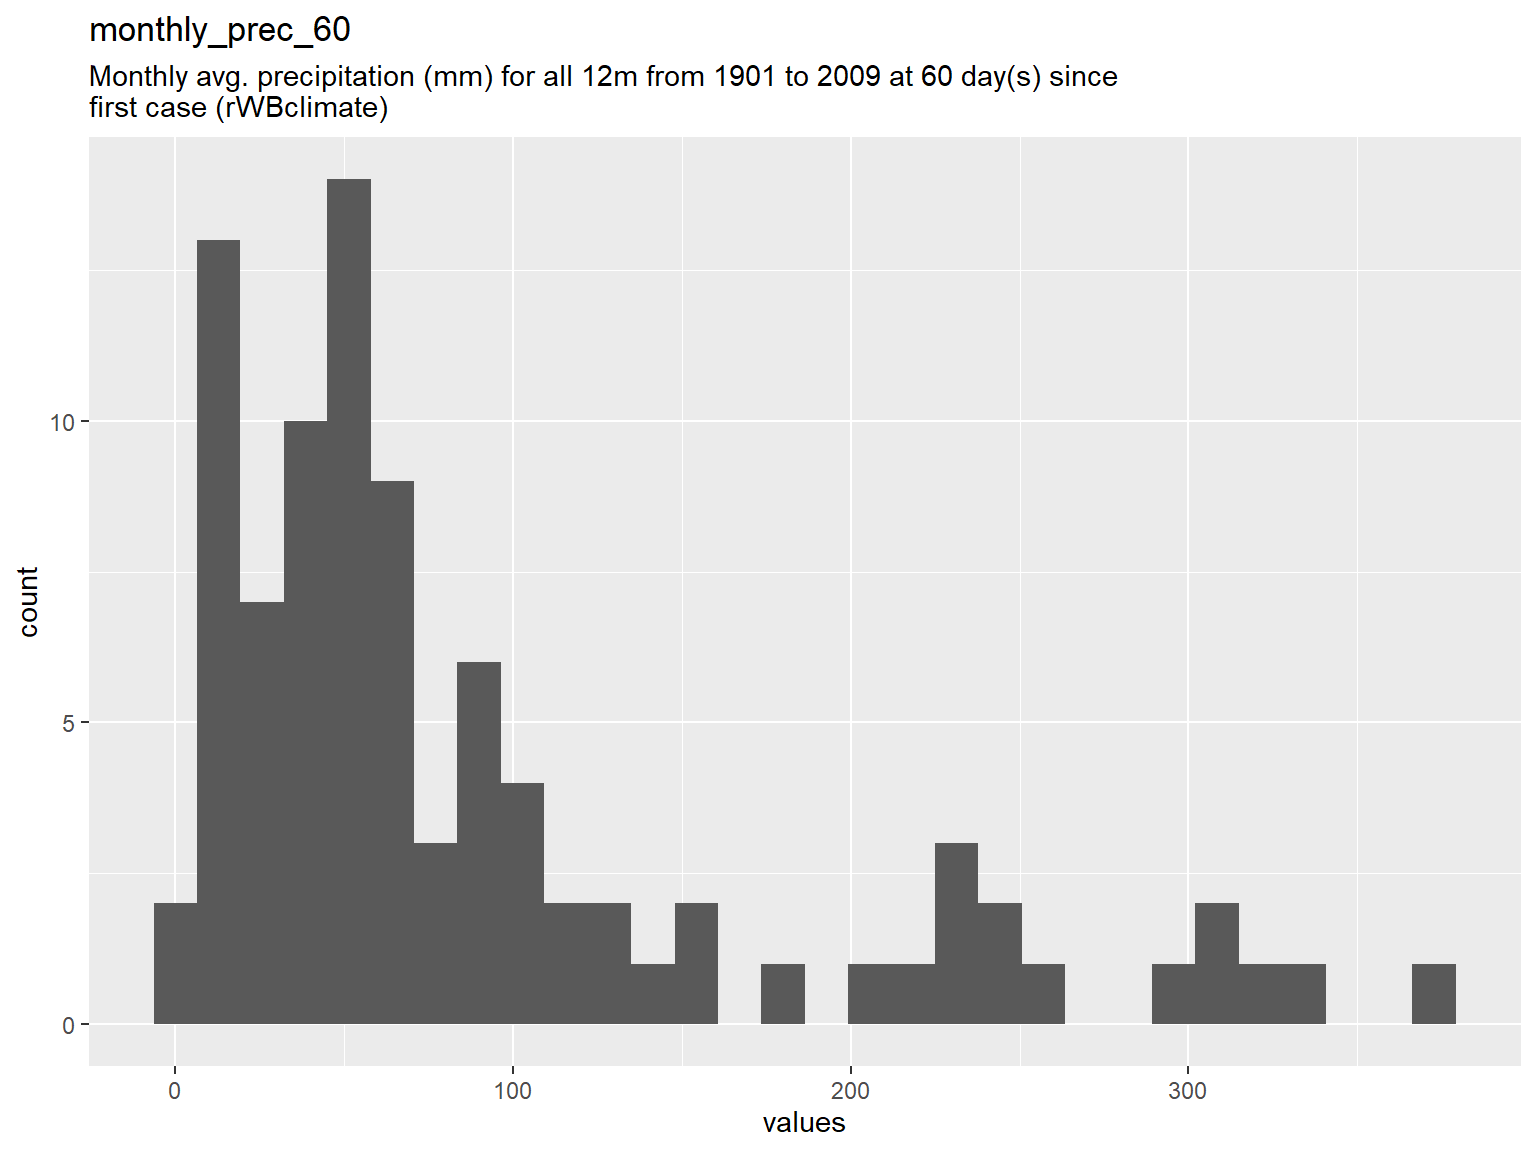 monthly_prec_60
Monthly avg. precipitation (mm) for all 12m from 1901 to 2009 at 60 day(s) since
first case (rWBclimate)
10
5
0
count
0 100 200 300
values